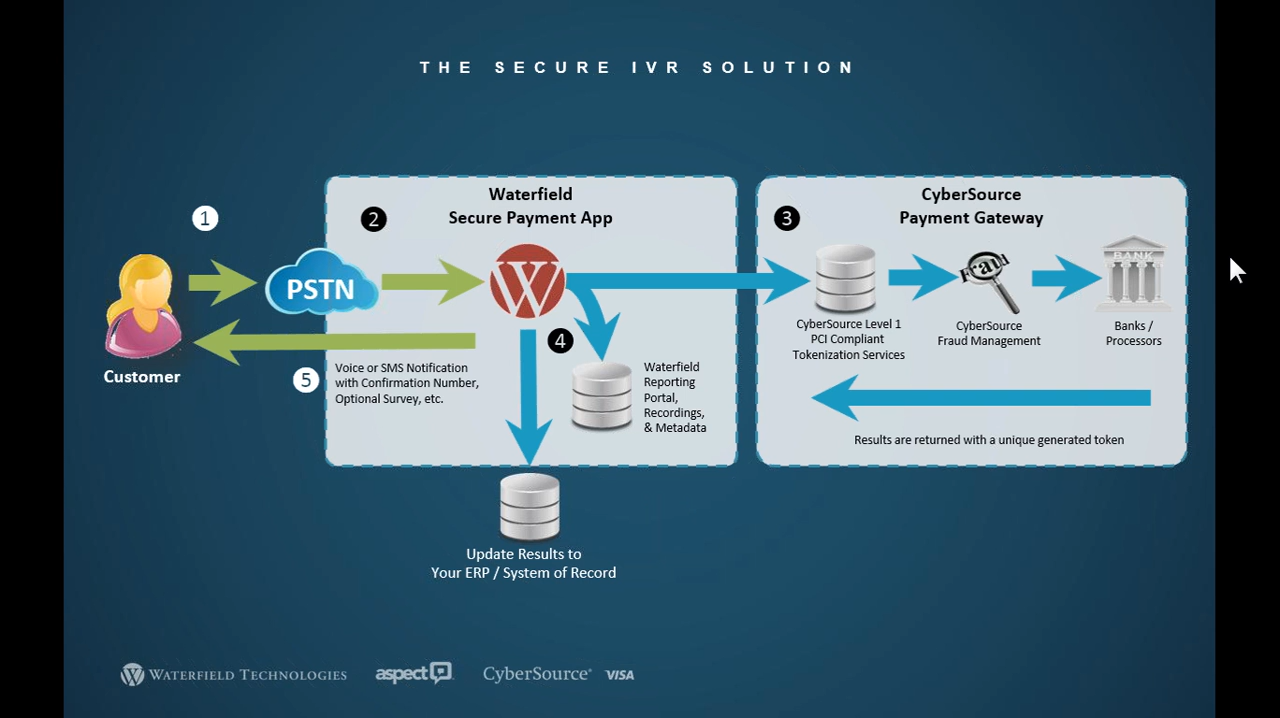 THE SECURE IVR SOLUTION
1
2
Waterfield
Secure Payment App
3
CyberSource
Payment Gateway
PSTN
W
Fraud
BANK
Customer
CyberSource Level 1
PCI Compliant
Tokenization Services
CyberSource
Fraud Management
Banks /
Processors
4
5
Voice or SMS Notification
with Confirmation Number,
Optional Survey, etc.
Waterfield
Reporting
Portal,
Recordings,
& Metadata
Results are returned with a unique generated token
Update Results to
Your ERP / System of Record
W WATERFIELD TECHNOLOGIES
aspect
CyberSource®
VISA